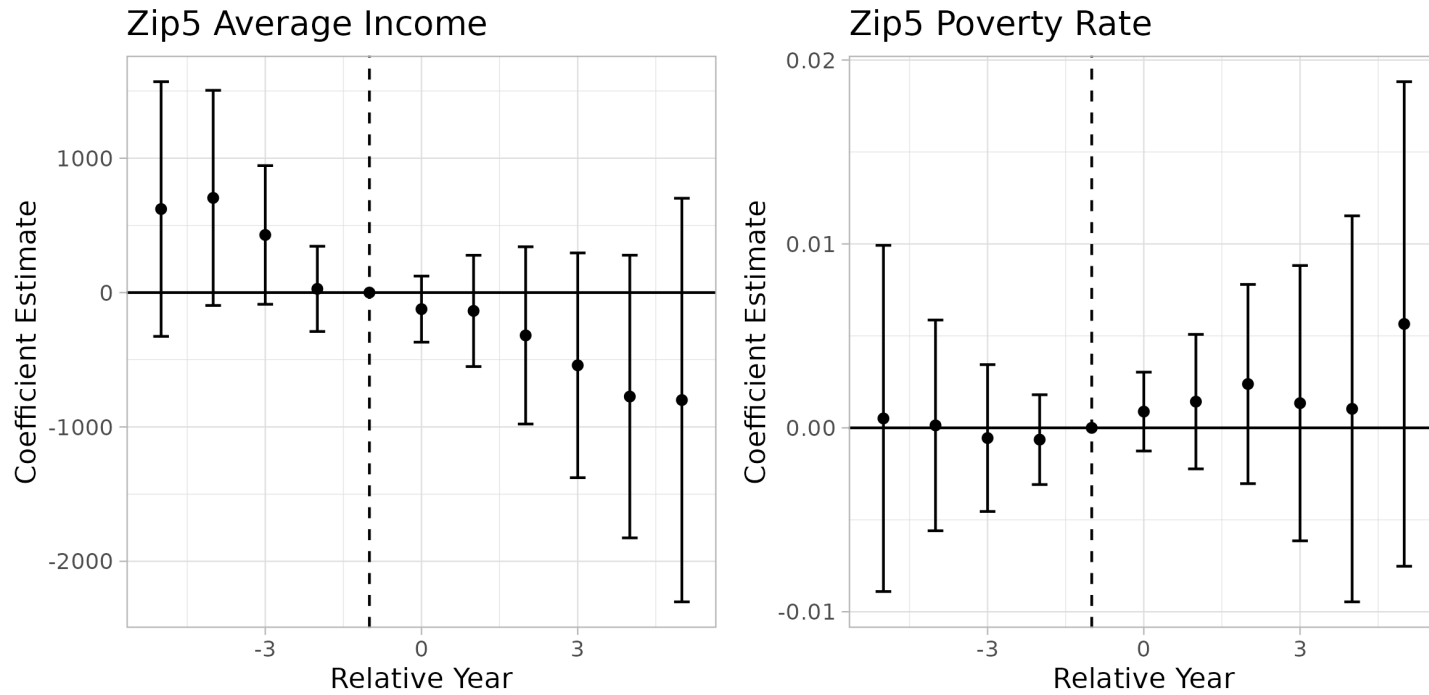 Zip5 Average Income
Coefficient Estimate
1000
0
-1000
-2000
-3
0
3
Relative Year
Zip5 Poverty Rate
Coefficient Estimate
0.02
0.01
0.00
-0.01
-3
0
3
Relative Year